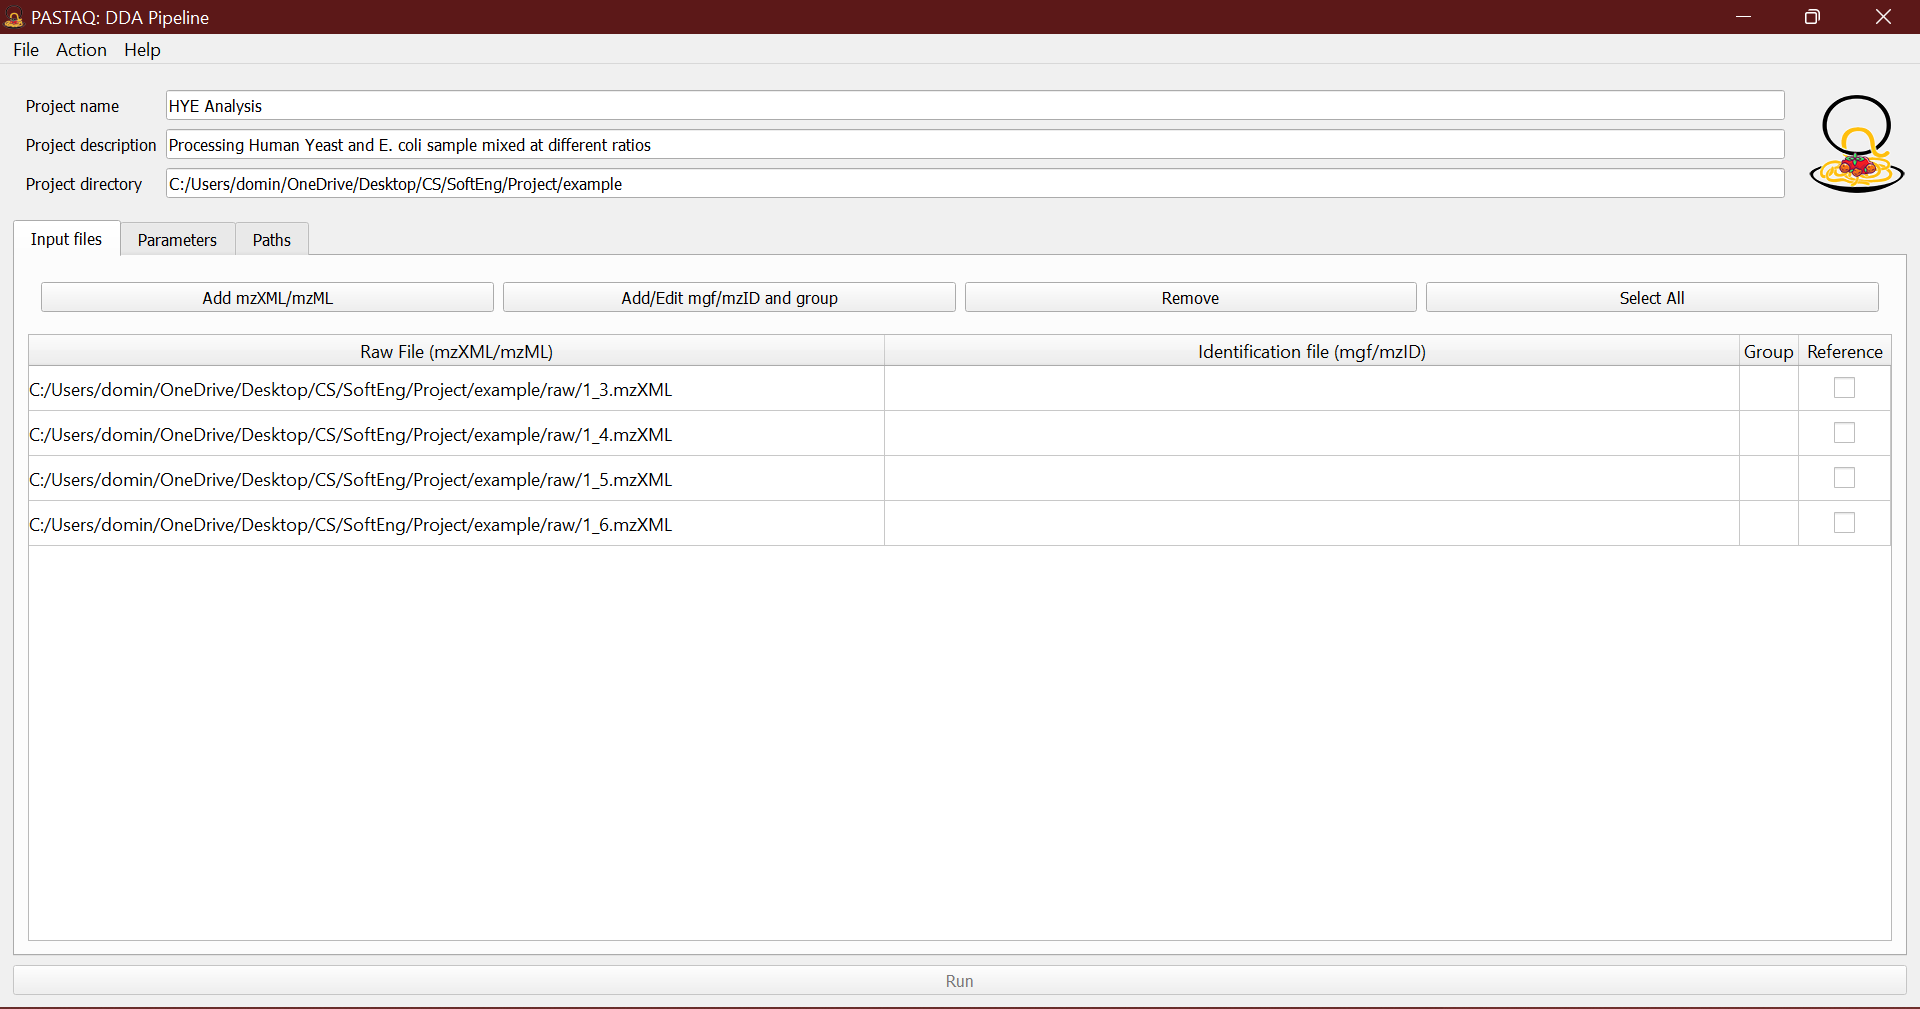 PASTAQ: DDA Pipeline
File Action Help
Project name HYE Analysis
Project description Processing Human Yeast and E. coli sample mixed at different ratios
Project directory C:/Users/domin/OneDrive/Desktop/CS/SoftEng/Project/example
Input files Parameters Paths
Add mzXML/mzML Add/Edit mgf/mzID and group Remove Select All
Raw File (mzXML/mzML) Identification file (mgf/mzID) Group Reference
C:/Users/domin/OneDrive/Desktop/CS/SoftEng/Project/example/raw/1_3.mzXML
C:/Users/domin/OneDrive/Desktop/CS/SoftEng/Project/example/raw/1_4.mzXML
C:/Users/domin/OneDrive/Desktop/CS/SoftEng/Project/example/raw/1_5.mzXML
C:/Users/domin/OneDrive/Desktop/CS/SoftEng/Project/example/raw/1_6.mzXML
Run